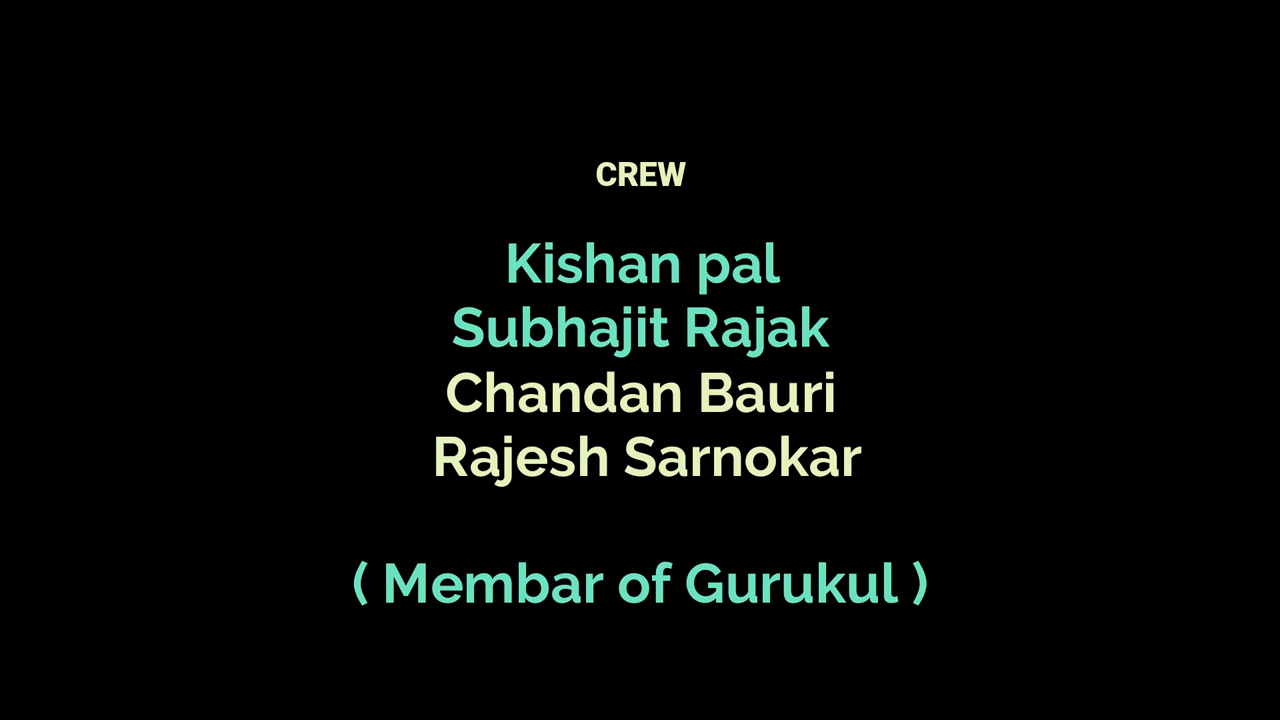 CREW
Kishan pal
Subhajit Rajak
Chandan Bauri
Rajesh Sarnokar
( Membar of Gurukul )